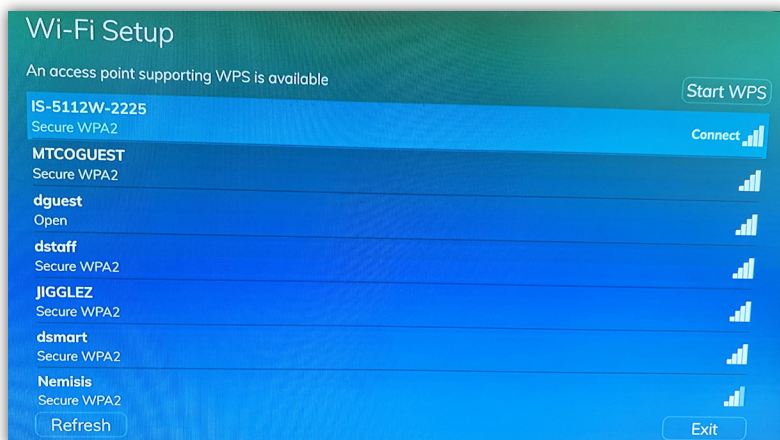 Wi-Fi Setup
An access point supporting WPS is available
Start WPS
IS-5112W-2225
Secure WPA2
Connect
MTCOGUEST
Secure WPA2
dguest
Open
dstaff
Secure WPA2
JIGGLEZ
Secure WPA2
dsmart
Secure WPA2
Nemisis
Secure WPA2
Refresh
Exit